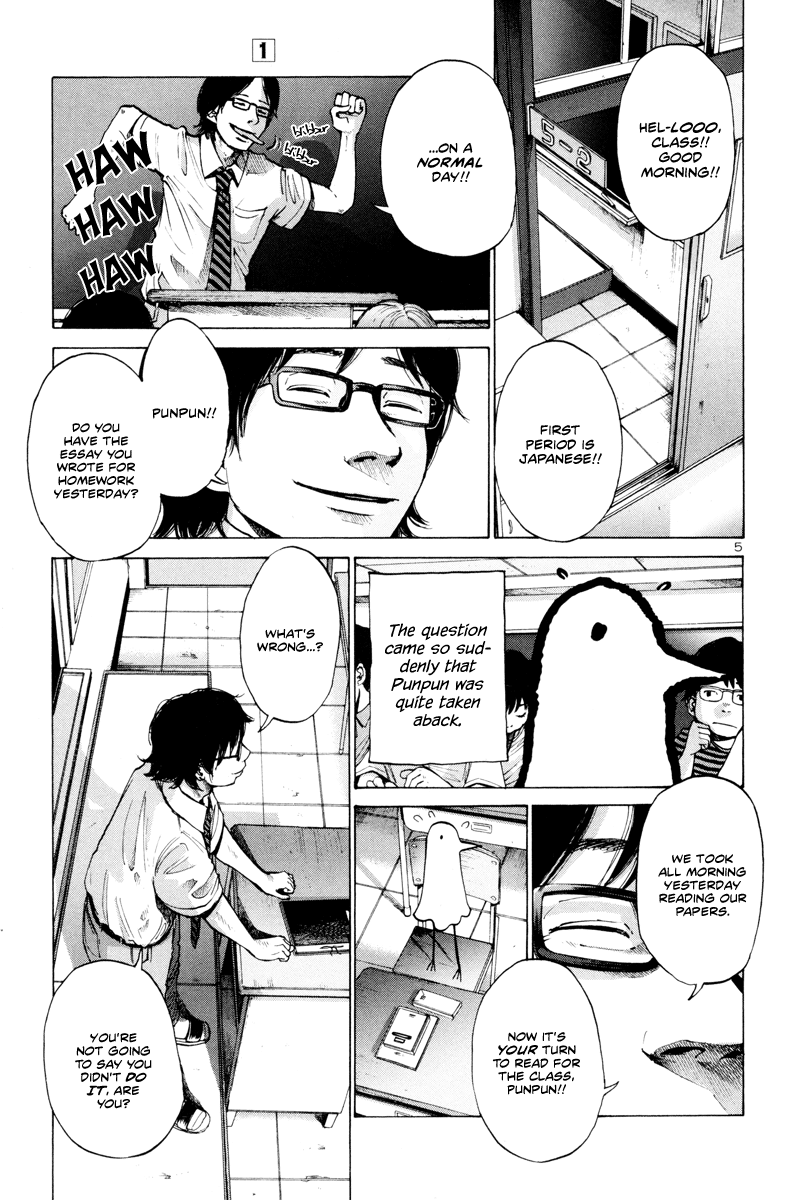 1
HEL-LOOO,
CLASS!!
GOOD
MORNING!!
5-2
FIRST
PERIOD IS
JAPANESE!!
...ON A
NORMAL
DAY!!
HAW
HAW
HAW
PUNPUN!!
DO YOU
HAVE THE
ESSAY YOU
WROTE FOR
HOMEWORK
YESTERDAY?
5
The question
came so sud-
denly that
Punpun was
quite taken
aback.
WE TOOK
ALL MORNING
YESTERDAY
READING OUR
PAPERS.
NOW IT'S
YOUR TURN
TO READ FOR
THE CLASS,
PUNPUN!!
WHAT'S
WRONG...?
YOU'RE
NOT GOING
TO SAY YOU
DIDN'T DO
IT, ARE
YOU?